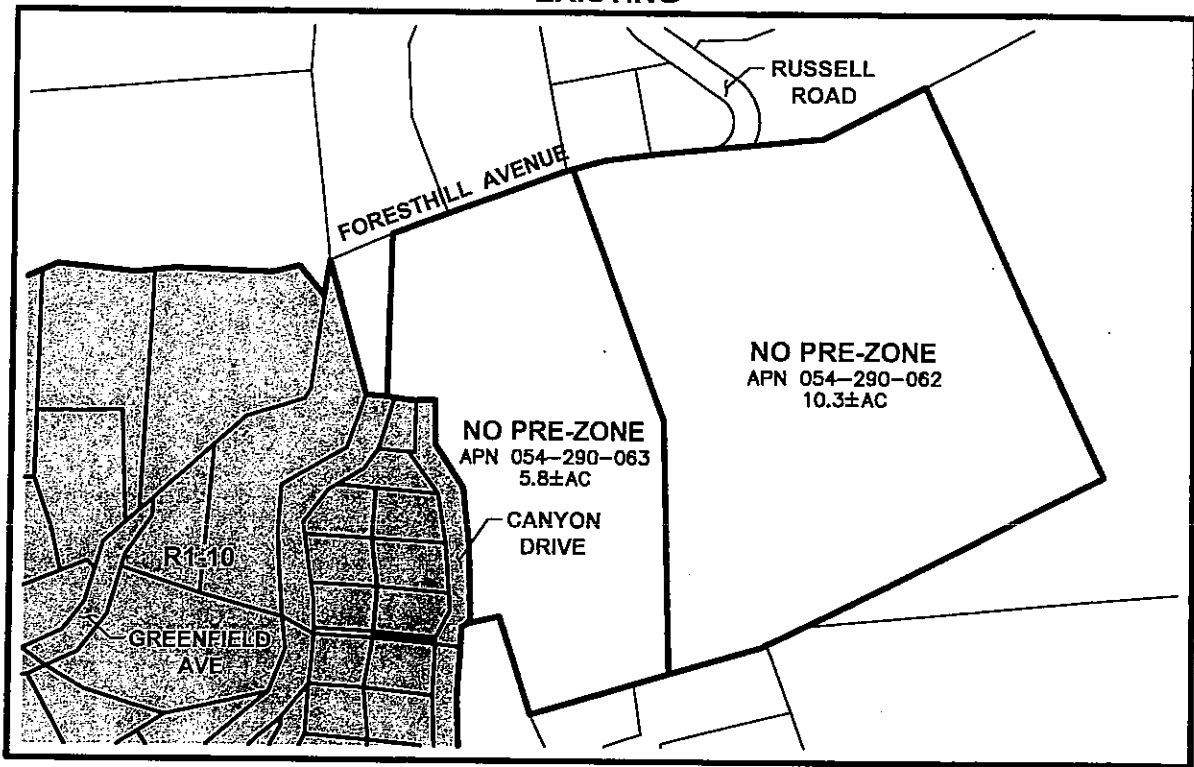 EXISTING
RUSSELL
ROAD
FORESTHILL AVENUE
NO PRE-ZONE
APN 054-290-062
10.3±AC
NO PRE-ZONE
APN 054-290-063
5.8±AC
CANYON
DRIVE
R1-10
GREENFIELD
AVE